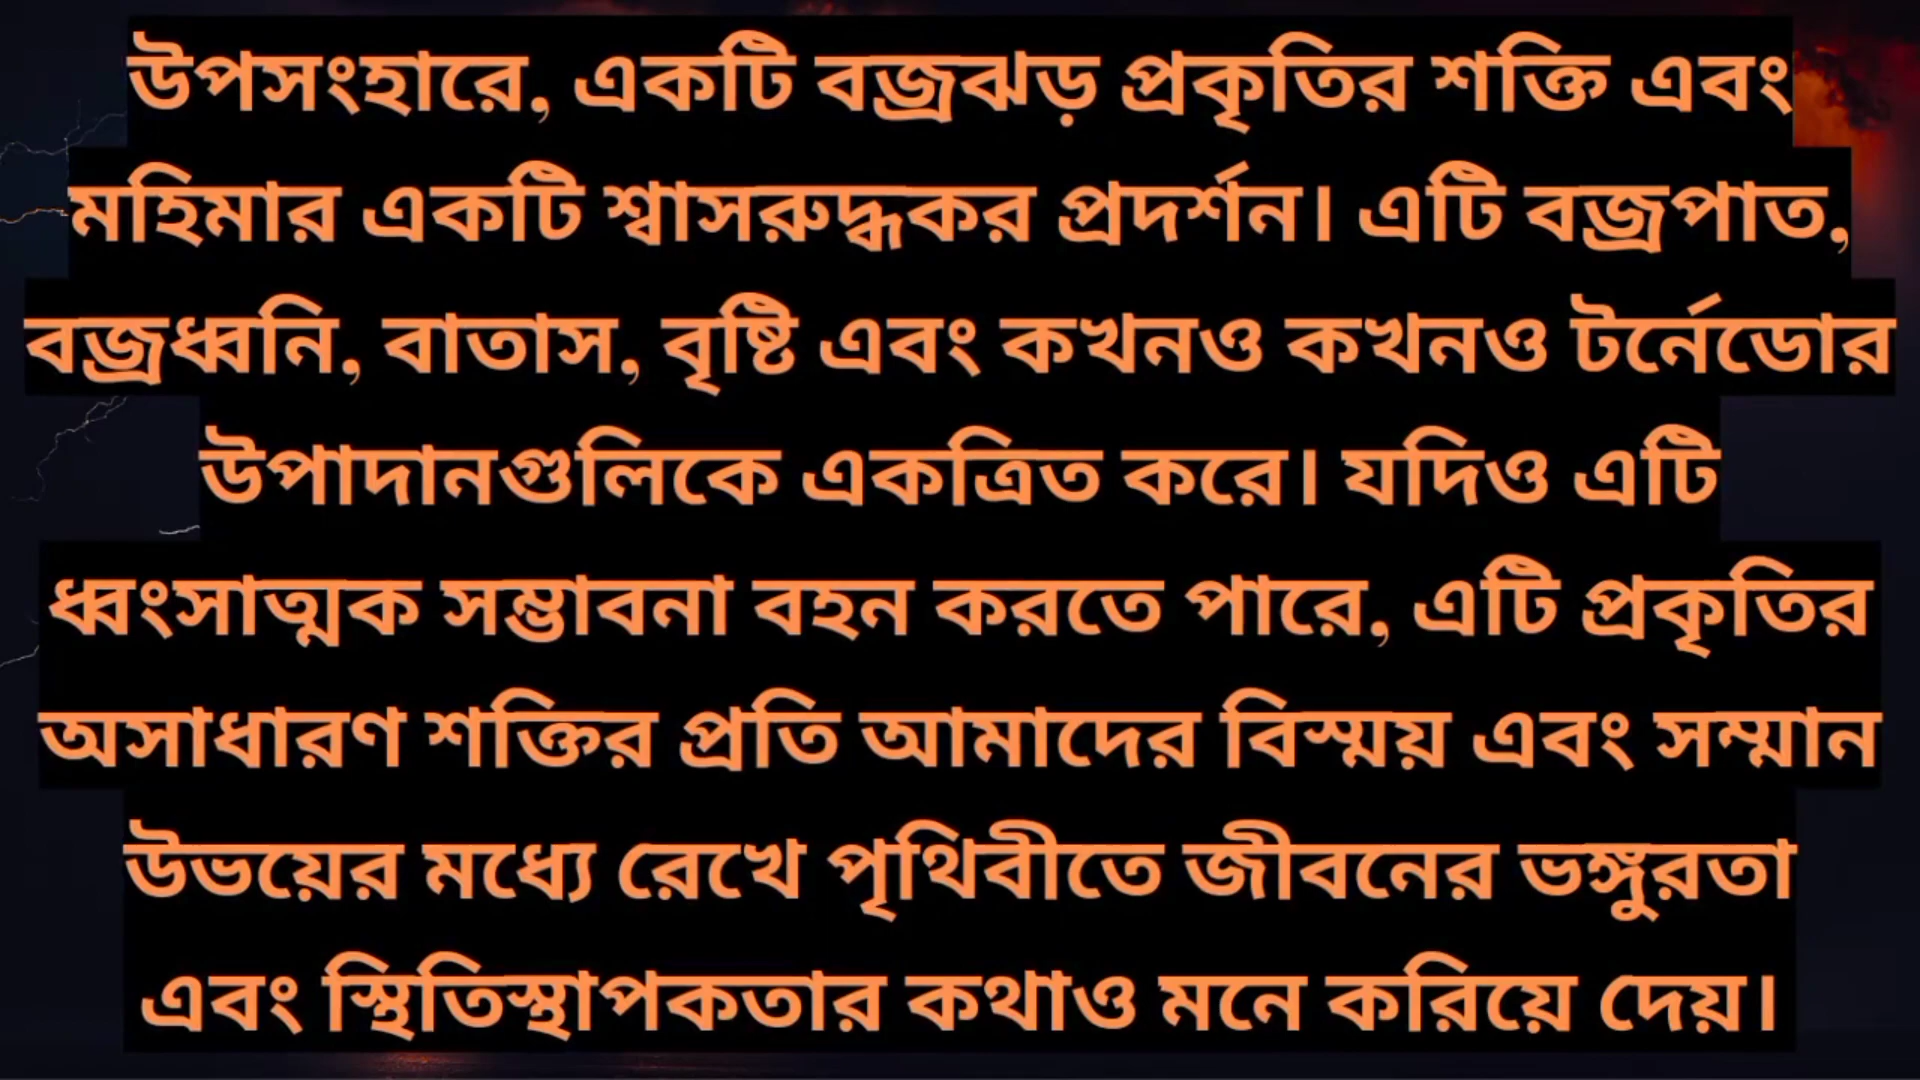 উপসংহারে, একটি বজ্রঝড় প্রকৃতির শক্তি এবং
মহিমার একটি শ্বাসরুদ্ধকর প্রদর্শন। এটি বজ্রপাত,
বজ্রধ্বনি, বাতাস, বৃষ্টি এবং কখনও কখনও টর্নেডোর
উপাদানগুলিকে একত্রিত করে। যদিও এটি
ধ্বংসাত্মক সম্ভাবনা বহন করতে পারে, এটি প্রকৃতির
অসাধারণ শক্তির প্রতি আমাদের বিস্ময় এবং সম্মান
উভয়ের মধ্যে রেখে পৃথিবীতে জীবনের ভঙ্গুরতা
এবং স্থিতিস্থাপকতার কথাও মনে করিয়ে দেয়।